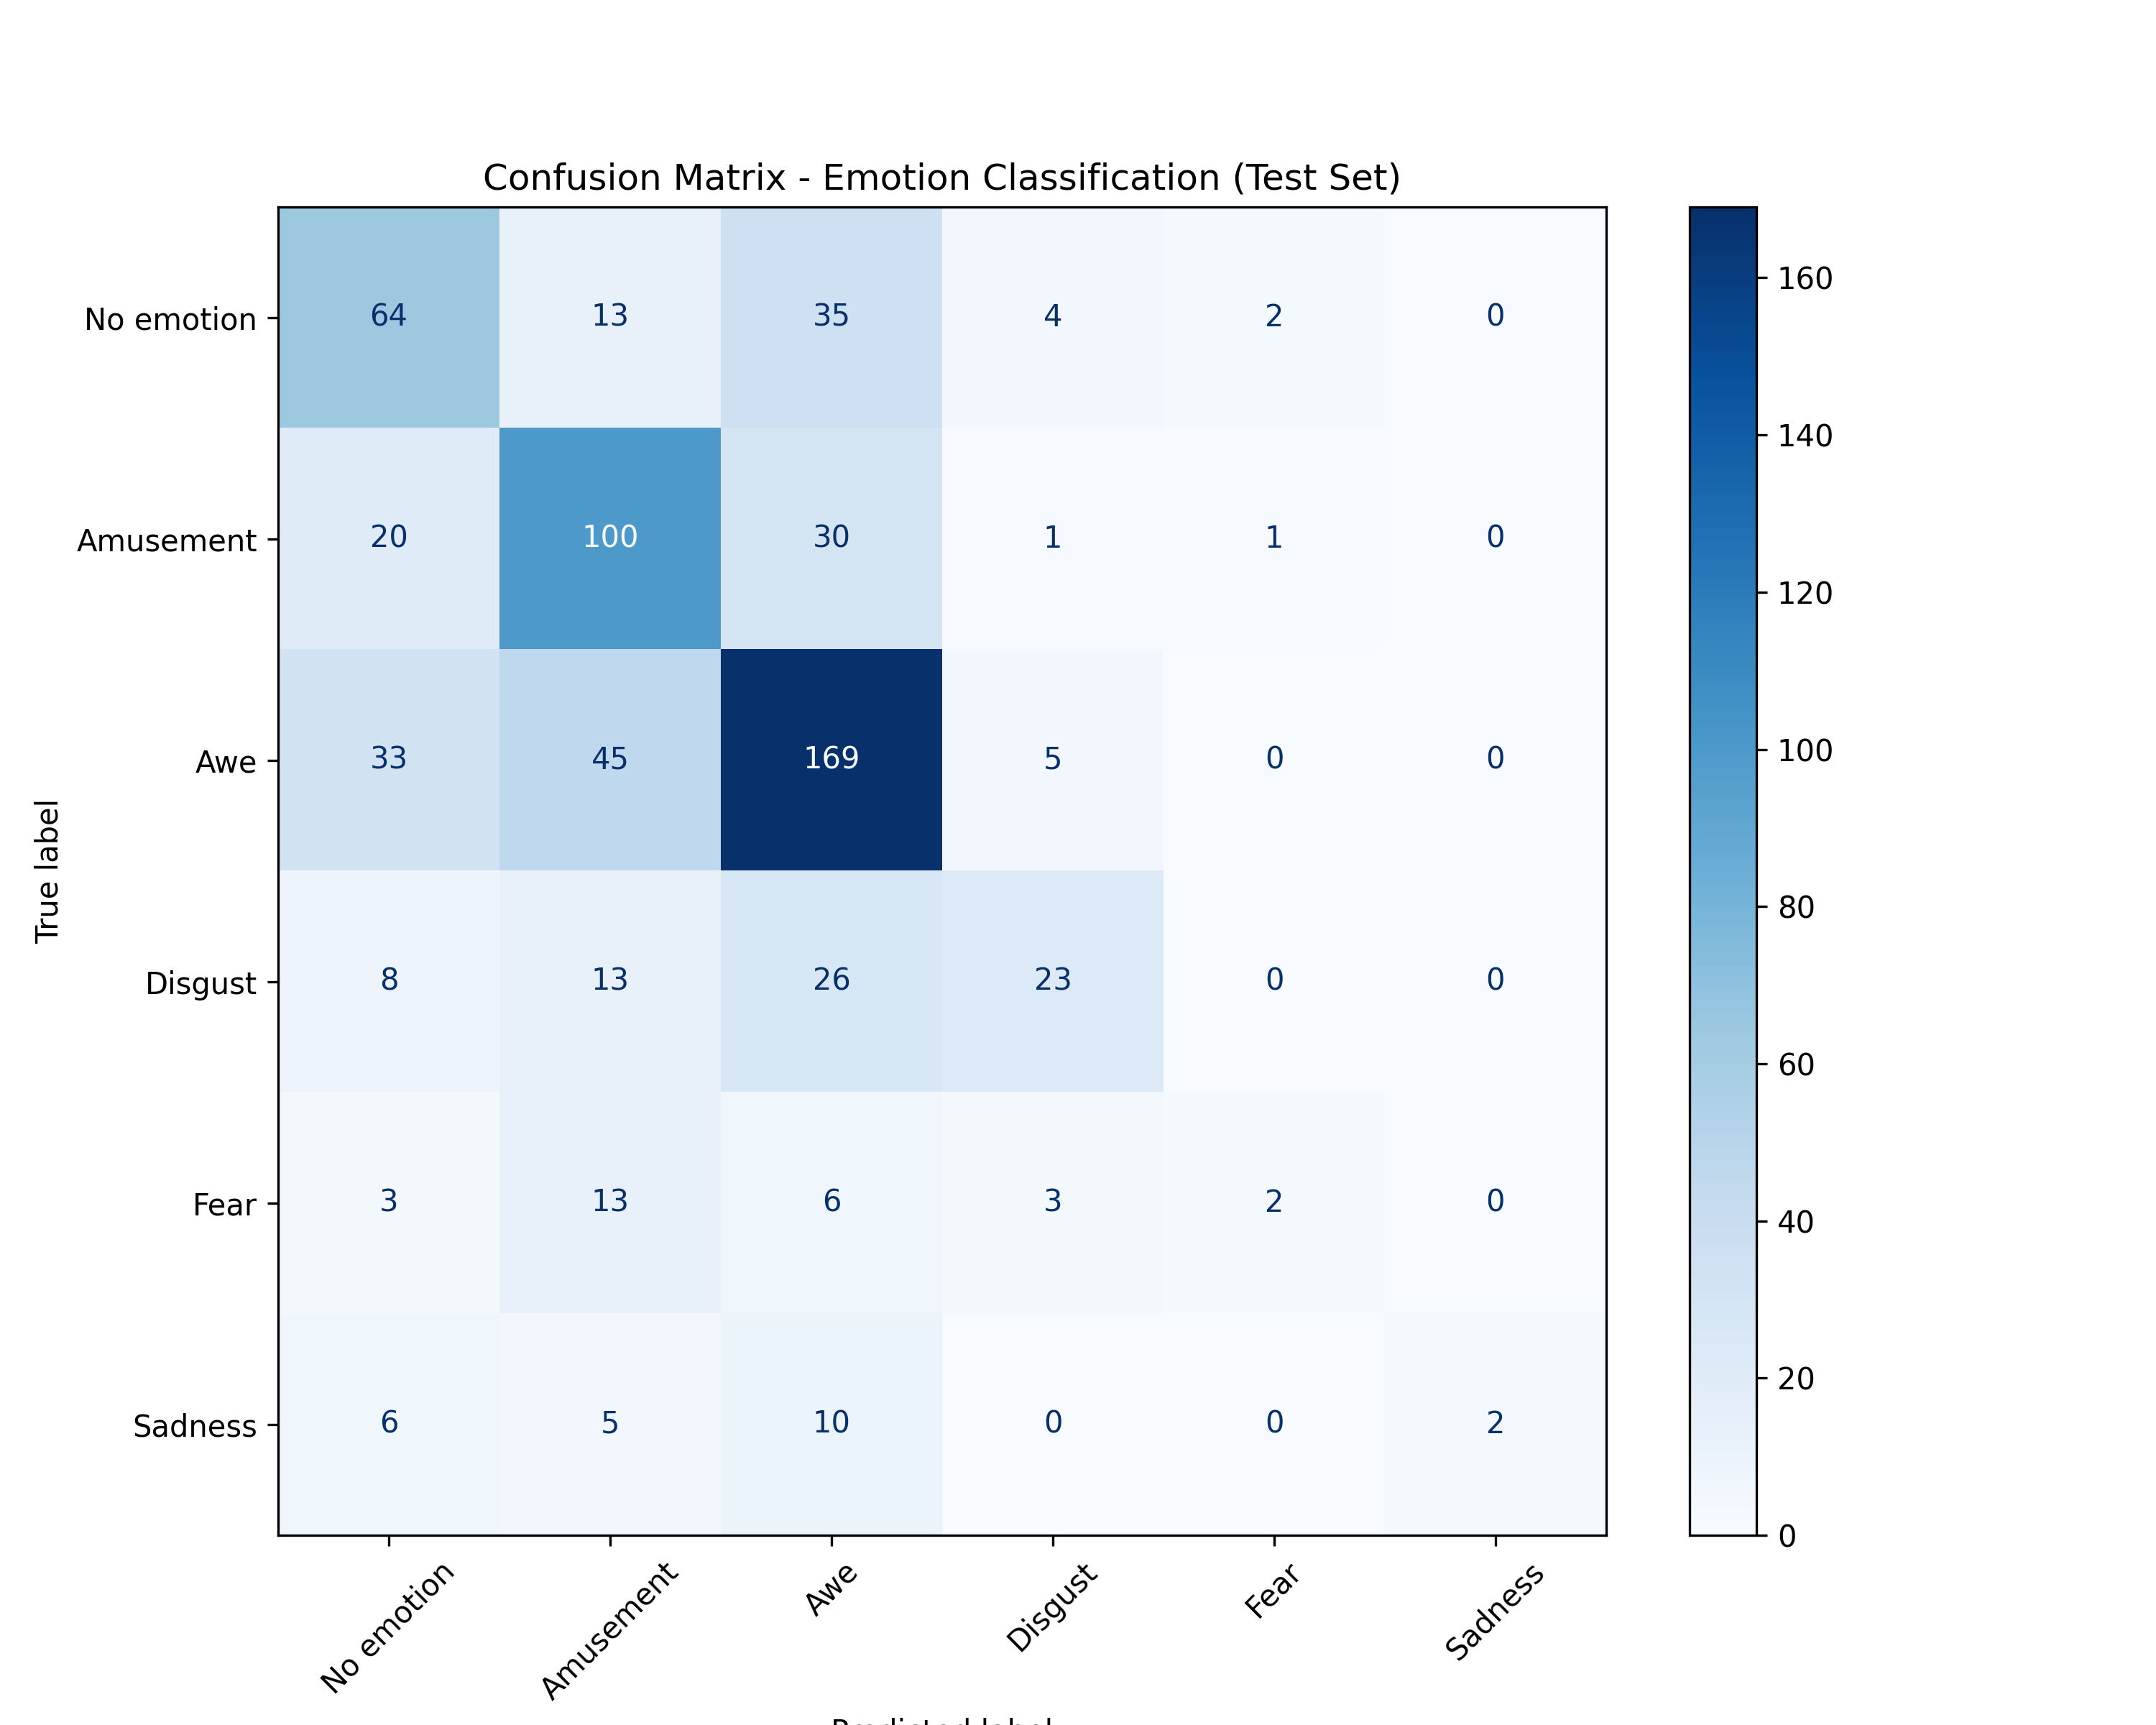 Confusion Matrix - Emotion Classification (Test Set)
No emotion 64 13 35 4 2 0
Amusement 20 100 30 1 1 0
Awe 33 45 169 5 0 0
Disgust 8 13 26 23 0 0
Fear 3 13 6 3 2 0
Sadness 6 5 10 0 0 2
True label
No emotion Amusement Awe Disgust Fear Sadness
Predicted label
160
140
120
100
80
60
40
20
0